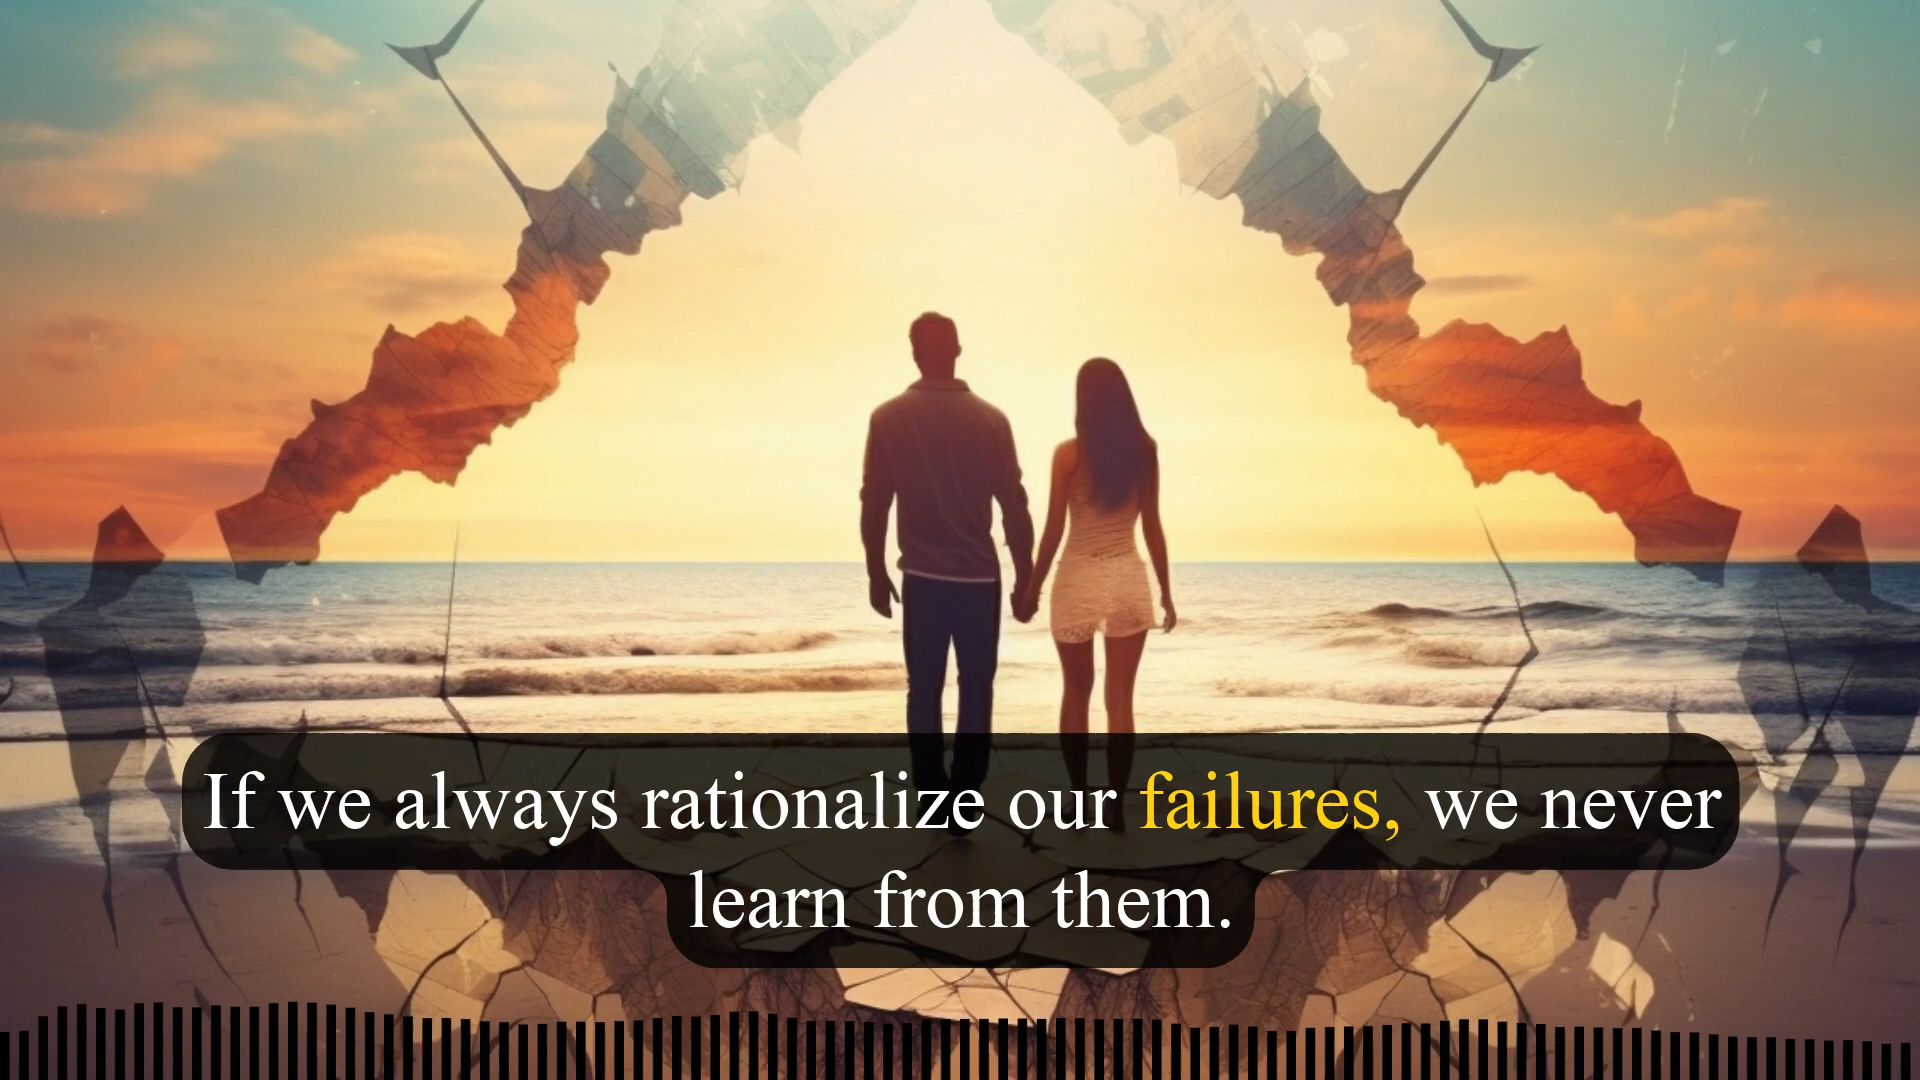 If we always rationalize our failures, we never
learn from them.